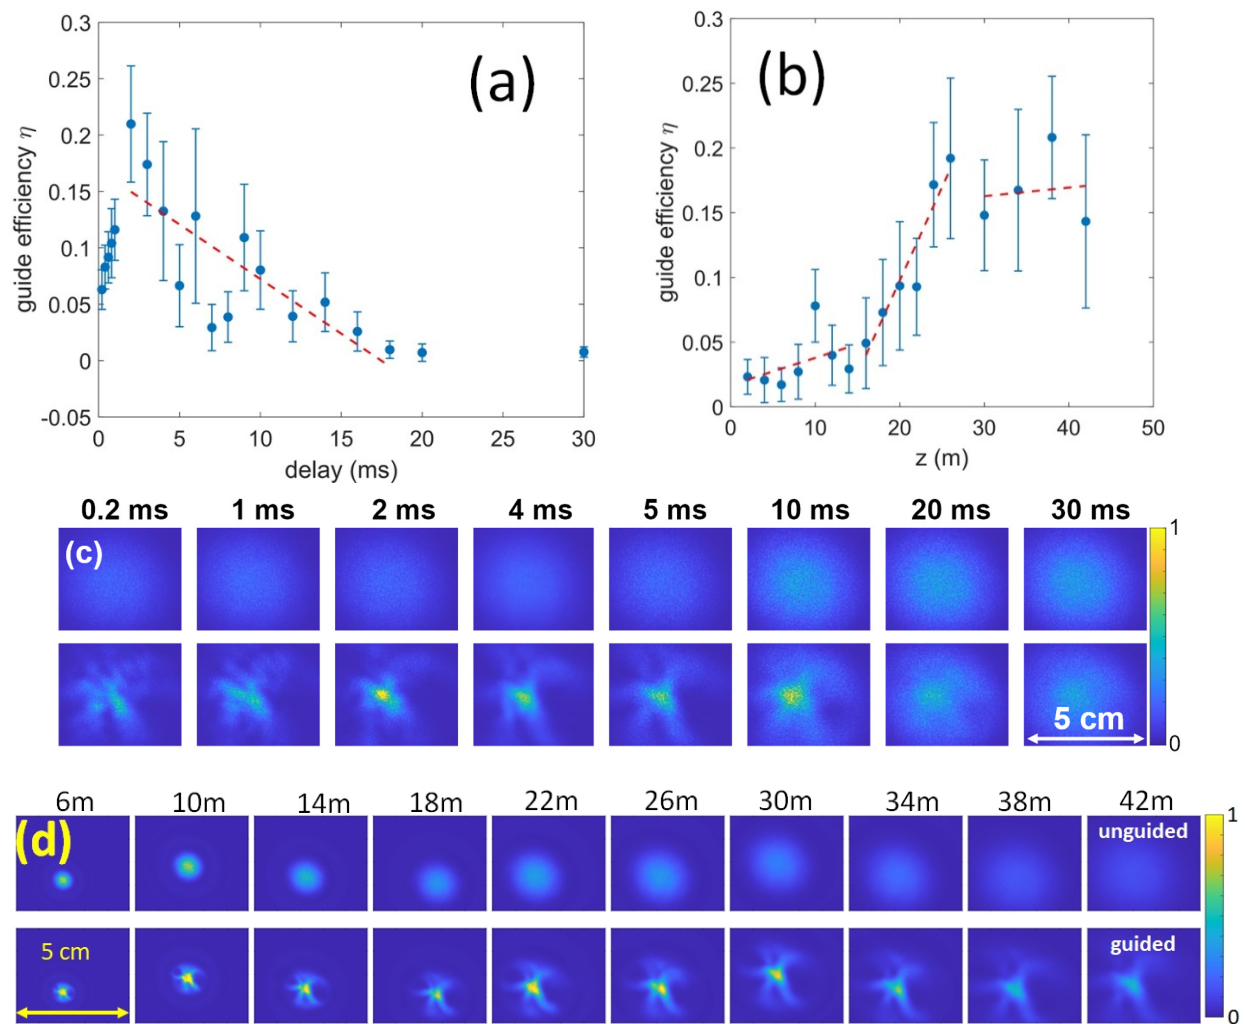 (a)
guide efficiency η
0.3
0.25
0.2
0.15
0.1
0.05
0
-0.05
0 5 10 15 20 25 30
delay (ms)
(b)
guide efficiency η
0.3
0.25
0.2
0.15
0.1
0.05
0
0 10 20 30 40 50
z (m)
0.2 ms 1 ms 2 ms 4 ms 5 ms 10 ms 20 ms 30 ms
(c)
1
5 cm
0
6m 10m 14m 18m 22m 26m 30m 34m 38m 42m
(d)
unguided
1
5 cm
guided
0